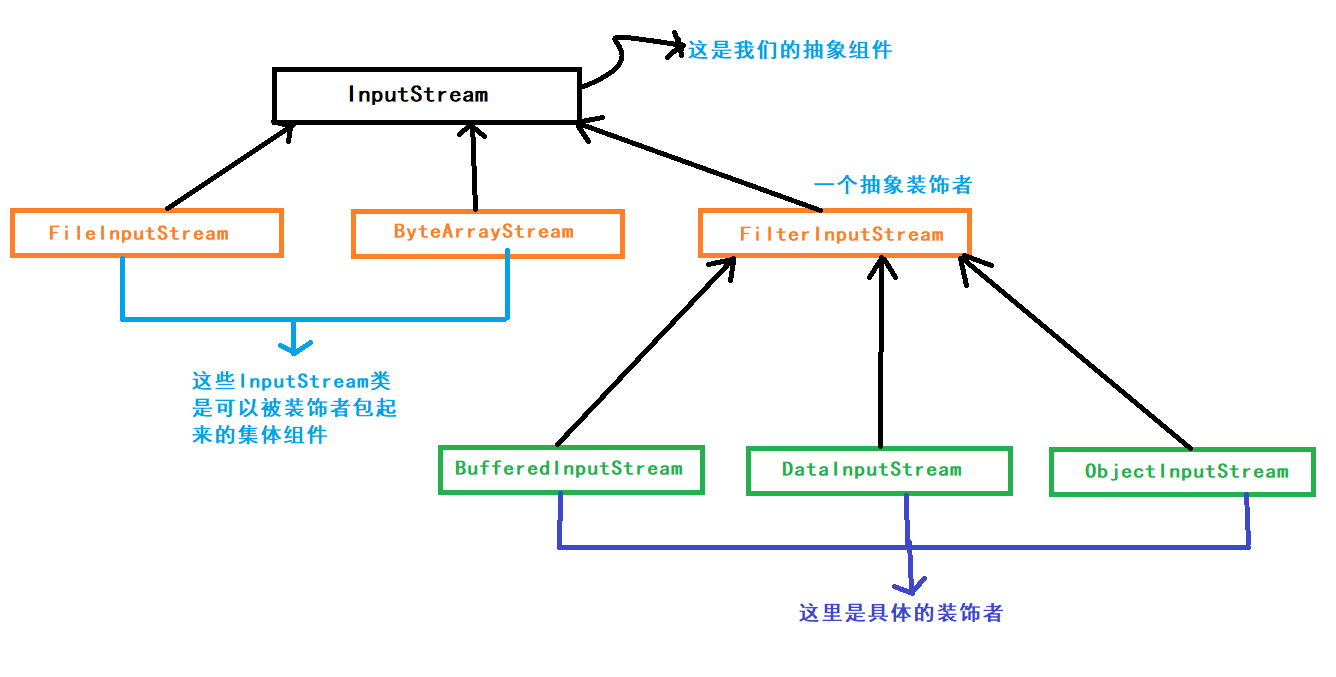 这是我们的抽象组件
InputStream
一个抽象装饰者
FileInputStream
ByteArrayStream
FilterInputStream
这些InputStream类
是可以被装饰者包起
来的集体组件
BufferedInputStream
DataInputStream
ObjectInputStream
这里是具体的装饰者